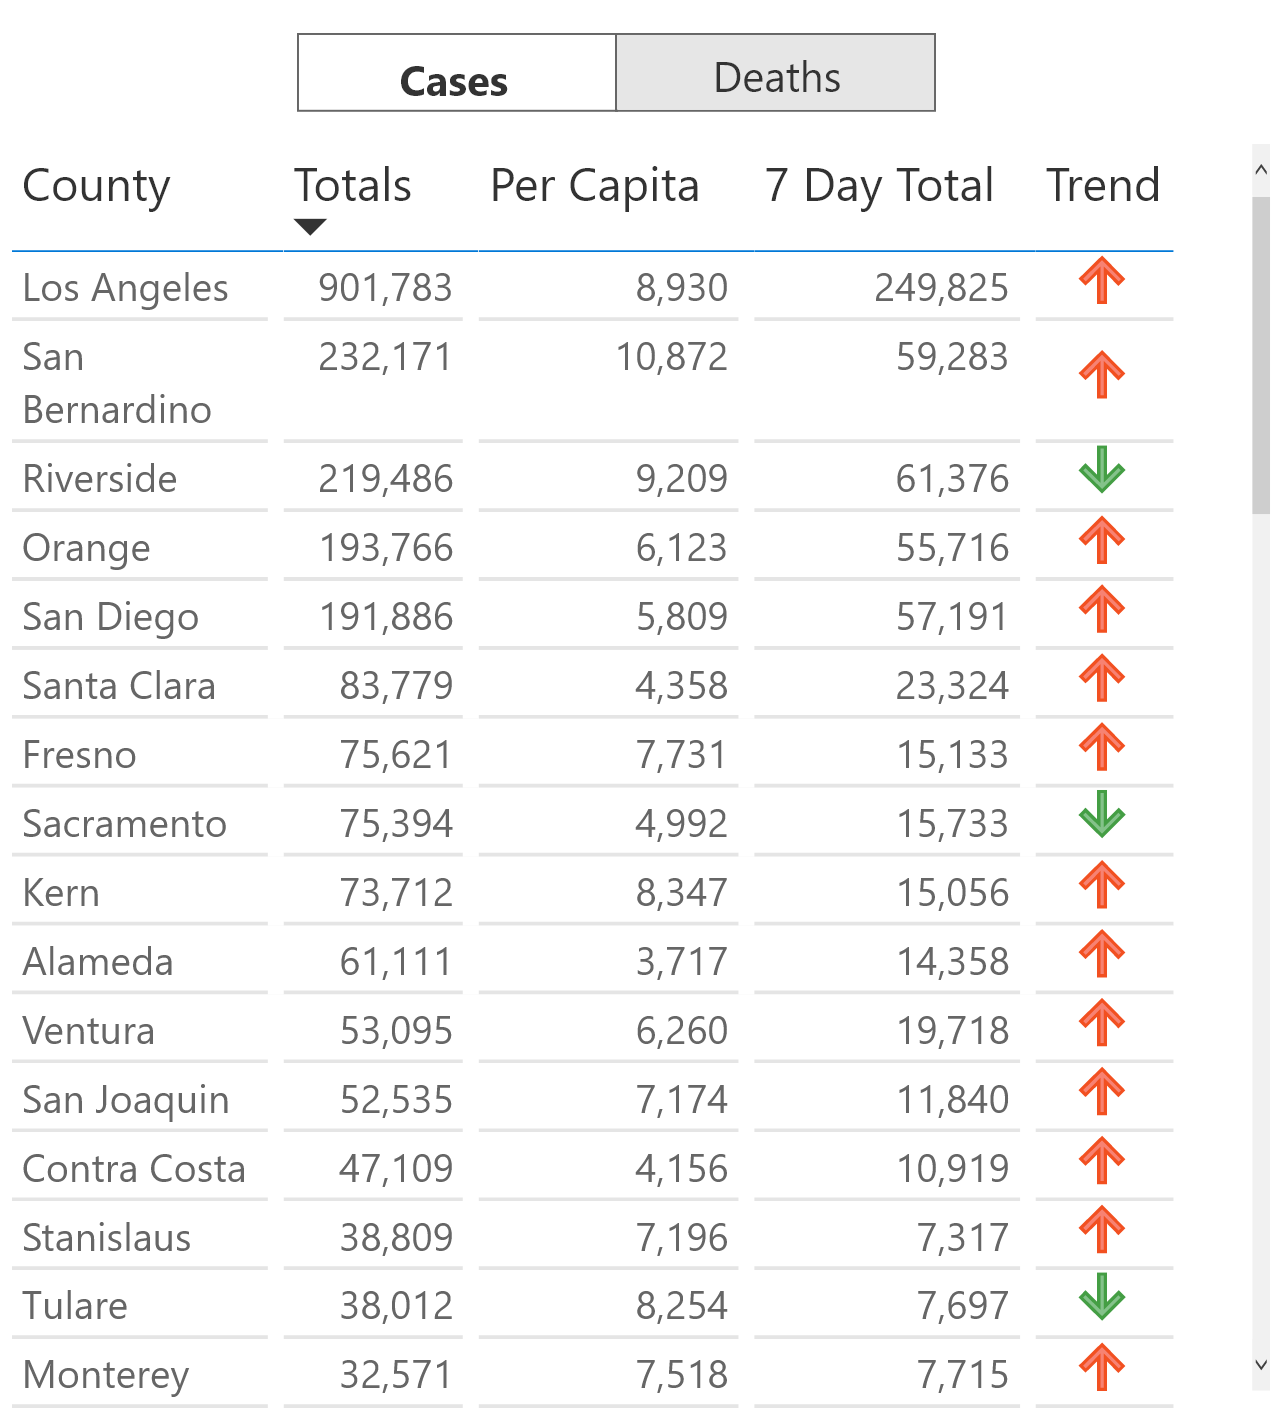 Cases Deaths
County Totals Per Capita 7 Day Total Trend
Los Angeles 901,783 8,930 249,825
San 232,171 10,872 59,283
Bernardino
Riverside 219,486 9,209 61,376
Orange 193,766 6,123 55,716
San Diego 191,886 5,809 57,191
Santa Clara 83,779 4,358 23,324
Fresno 75,621 7,731 15,133
Sacramento 75,394 4,992 15,733
Kern 73,712 8,347 15,056
Alameda 61,111 3,717 14,358
Ventura 53,095 6,260 19,718
San Joaquin 52,535 7,174 11,840
Contra Costa 47,109 4,156 10,919
Stanislaus 38,809 7,196 7,317
Tulare 38,012 8,254 7,697
Monterey 32,571 7,518 7,715